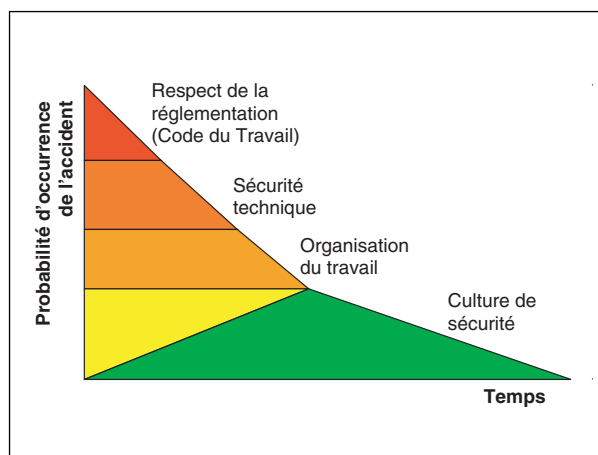 Respect de la
réglementation
(Code du Travail)
Sécurité
technique
Organisation
du travail
Culture de
sécurité
Probabilité d'occurrence
de l'accident
Temps